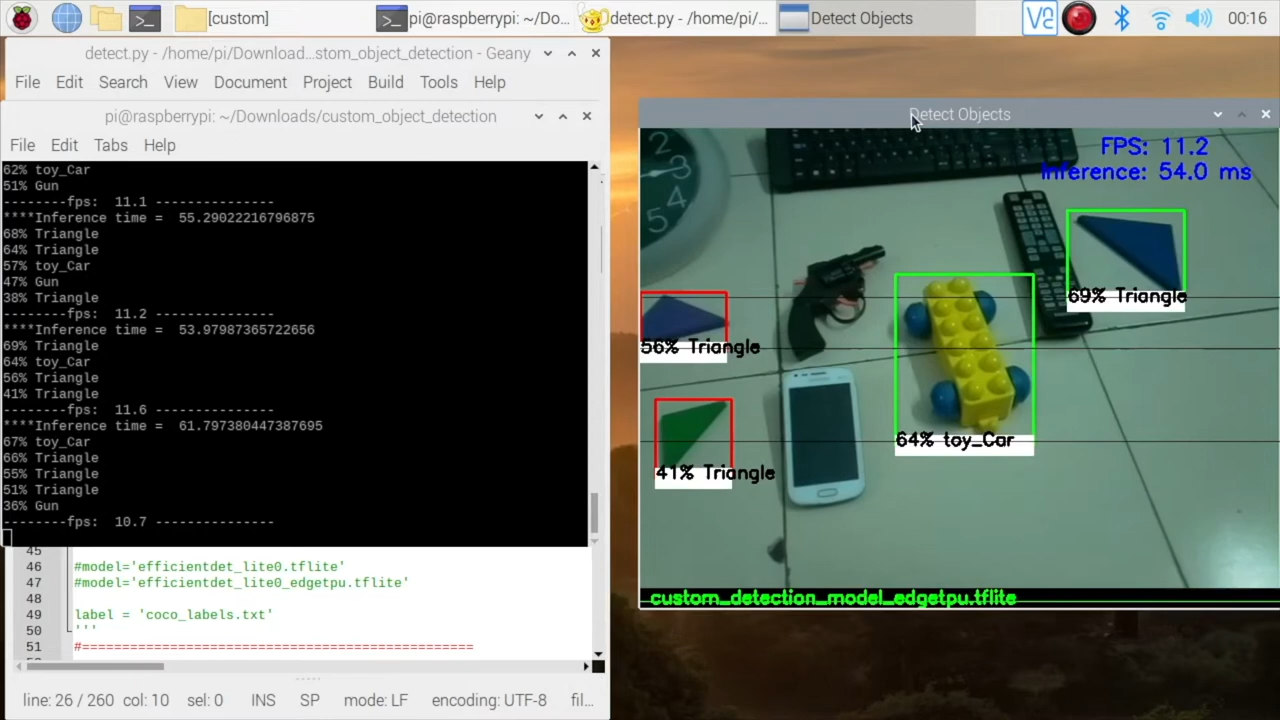 [custom]
pi@raspberrypi: ~/Do...
detect.py - /home/pi/...
Detect Objects
V2
00:16
detect.py - /home/pi/Download...stom_object_detection - Geany
File Edit Search View Document Project Build Tools Help
pi@raspberrypi: ~/Downloads/custom_object_detection
File Edit Tabs Help
62% toy_Car
51% Gun
--------fps:  11.1 ---------------
****Inference time =  55.29022216796875
68% Triangle
64% Triangle
57% toy_Car
47% Gun
38% Triangle
--------fps:  11.2 ---------------
****Inference time =  53.97987365722656
69% Triangle
64% toy_Car
56% Triangle
41% Triangle
--------fps:  11.6 ---------------
****Inference time =  61.797380447387695
67% toy_Car
66% Triangle
55% Triangle
51% Triangle
36% Gun
--------fps:  10.7 ---------------
45
46 #model='efficientdet_lite0.tflite'
47 #model='efficientdet_lite0_edgetpu.tflite'
48
49 label = 'coco_labels.txt'
50 '''
51 #===============================================
line: 26 / 260 col: 10 sel: 0 INS SP mode: LF encoding: UTF-8 fil...
Detect Objects
FPS: 11.2
Inference: 54.0 ms
2
3
4
5
69% Triangle
56% Triangle
64% toy_Car
41% Triangle
custom_detection_model_edgetpu.tflite